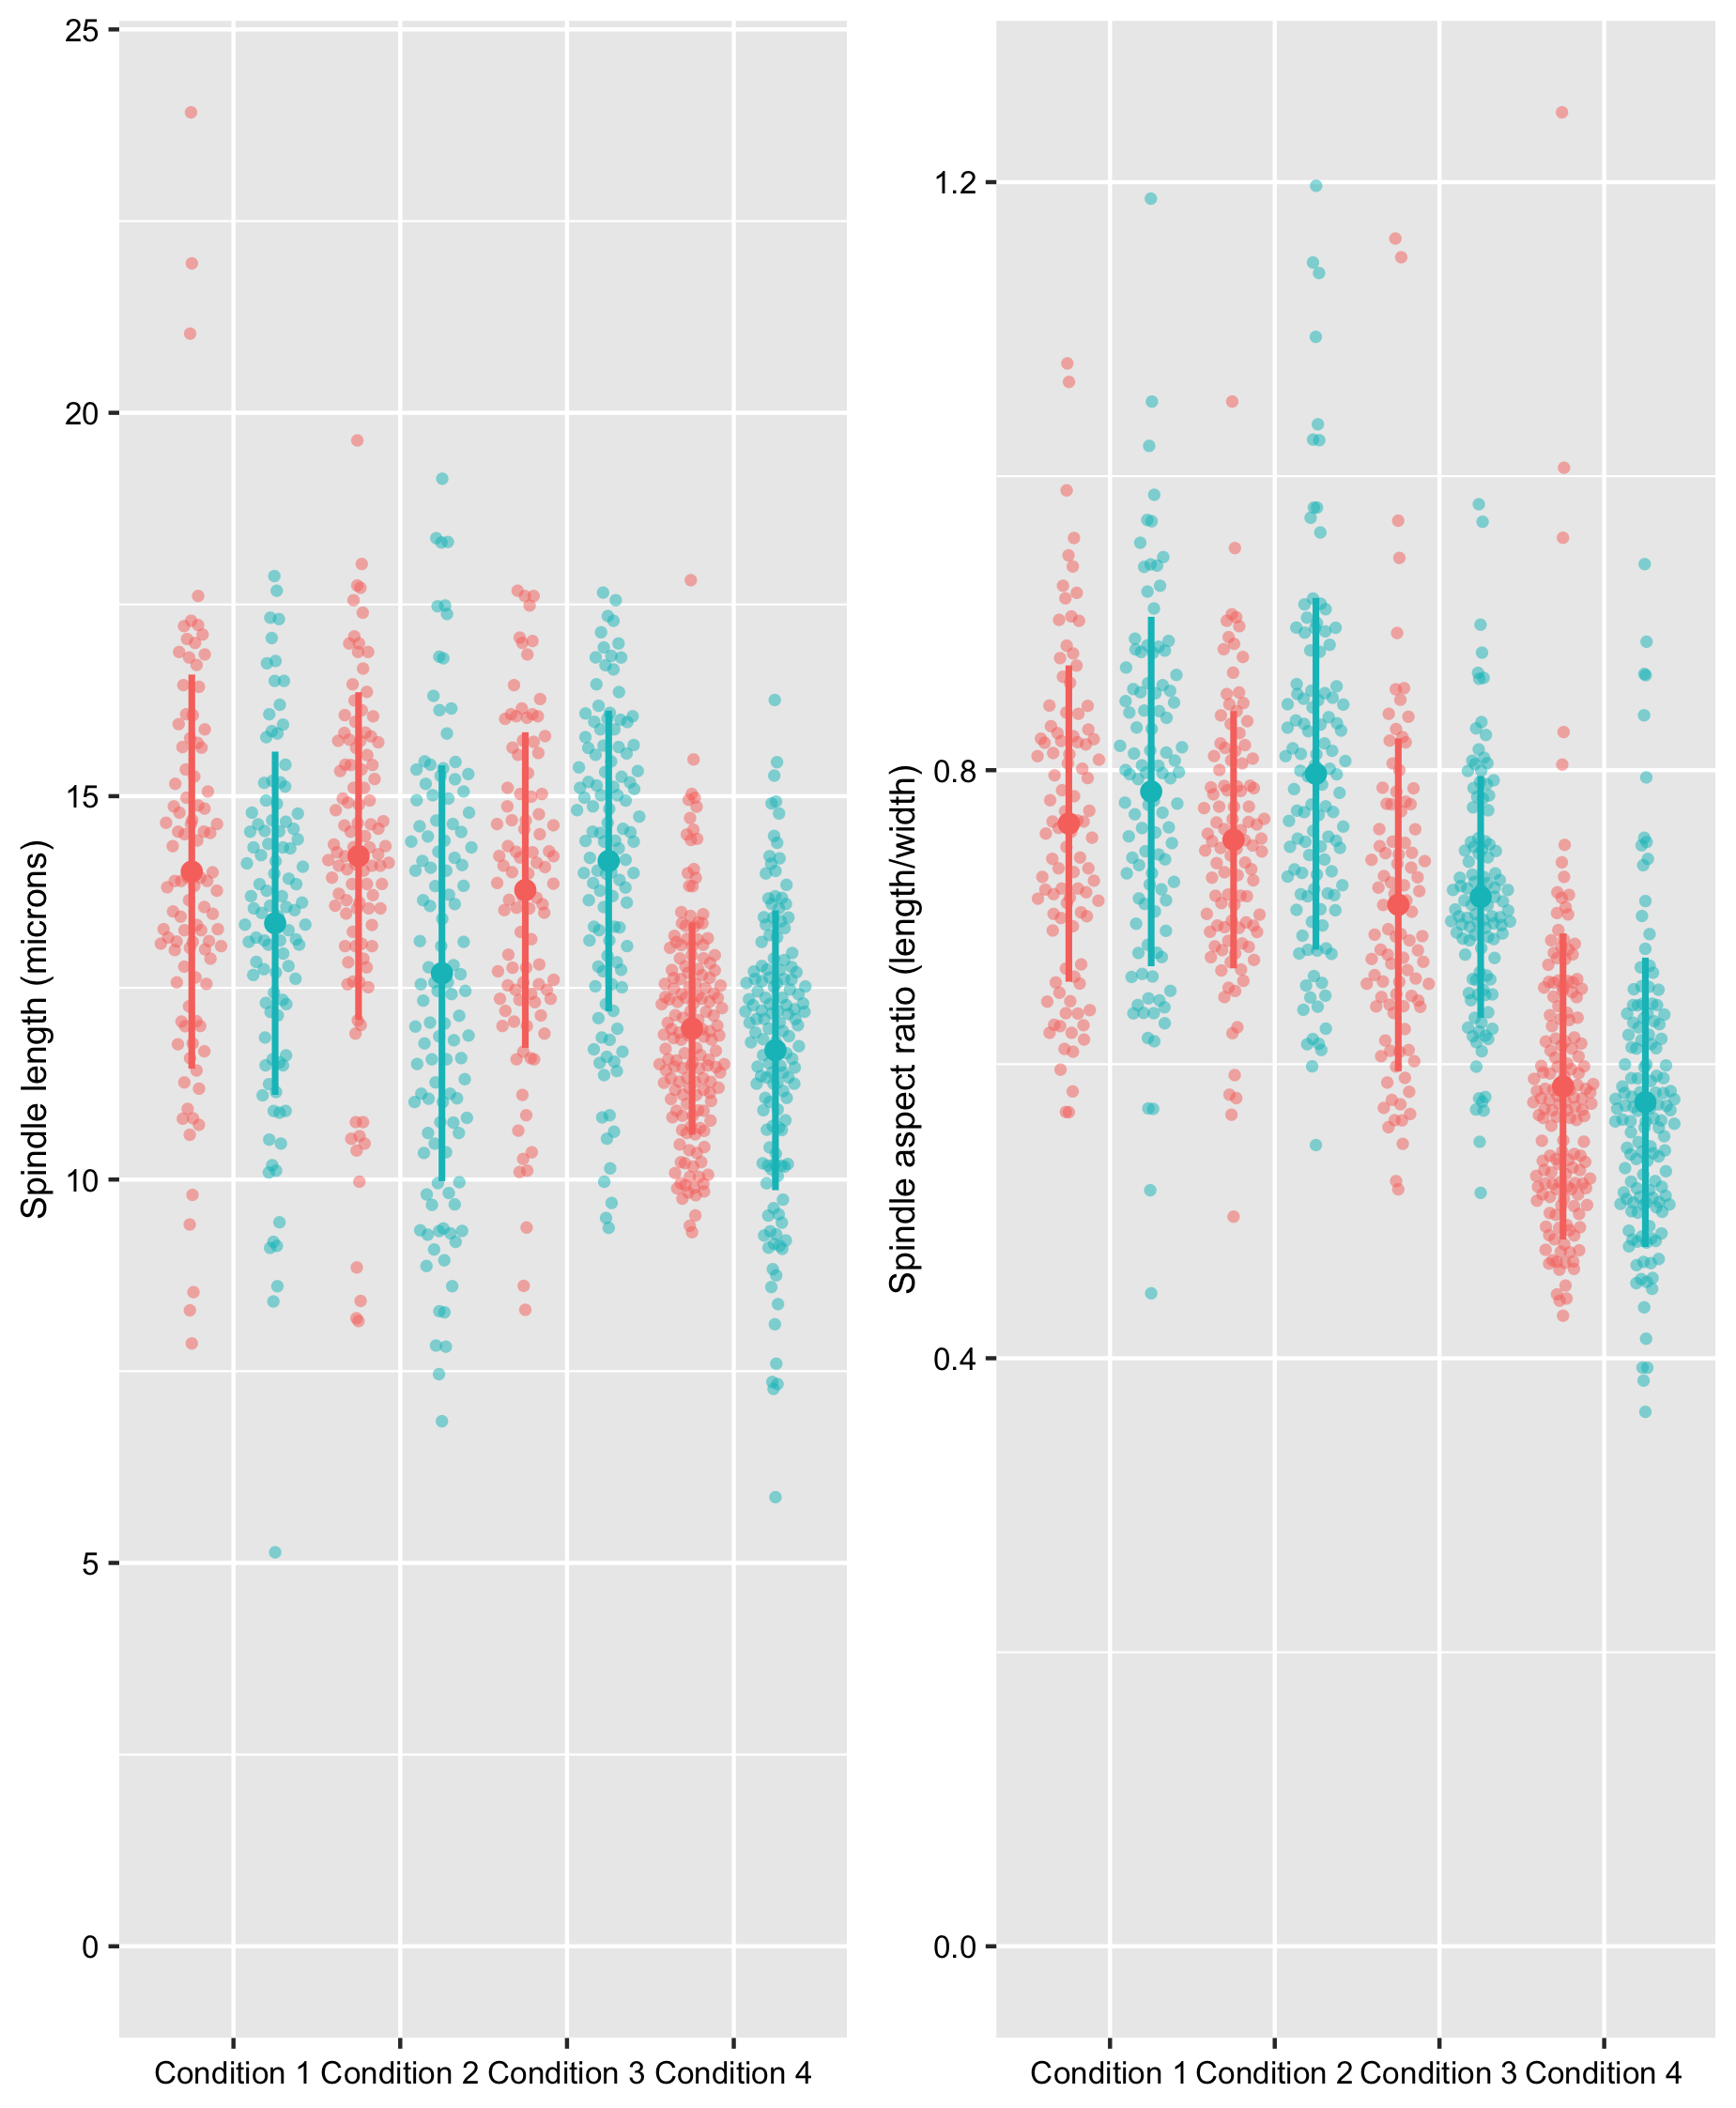 Spindle length (microns)
25
20
15
10
5
0
Condition 1 Condition 2 Condition 3 Condition 4
Spindle aspect ratio (length/width)
1.2
0.8
0.4
0.0
Condition 1 Condition 2 Condition 3 Condition 4